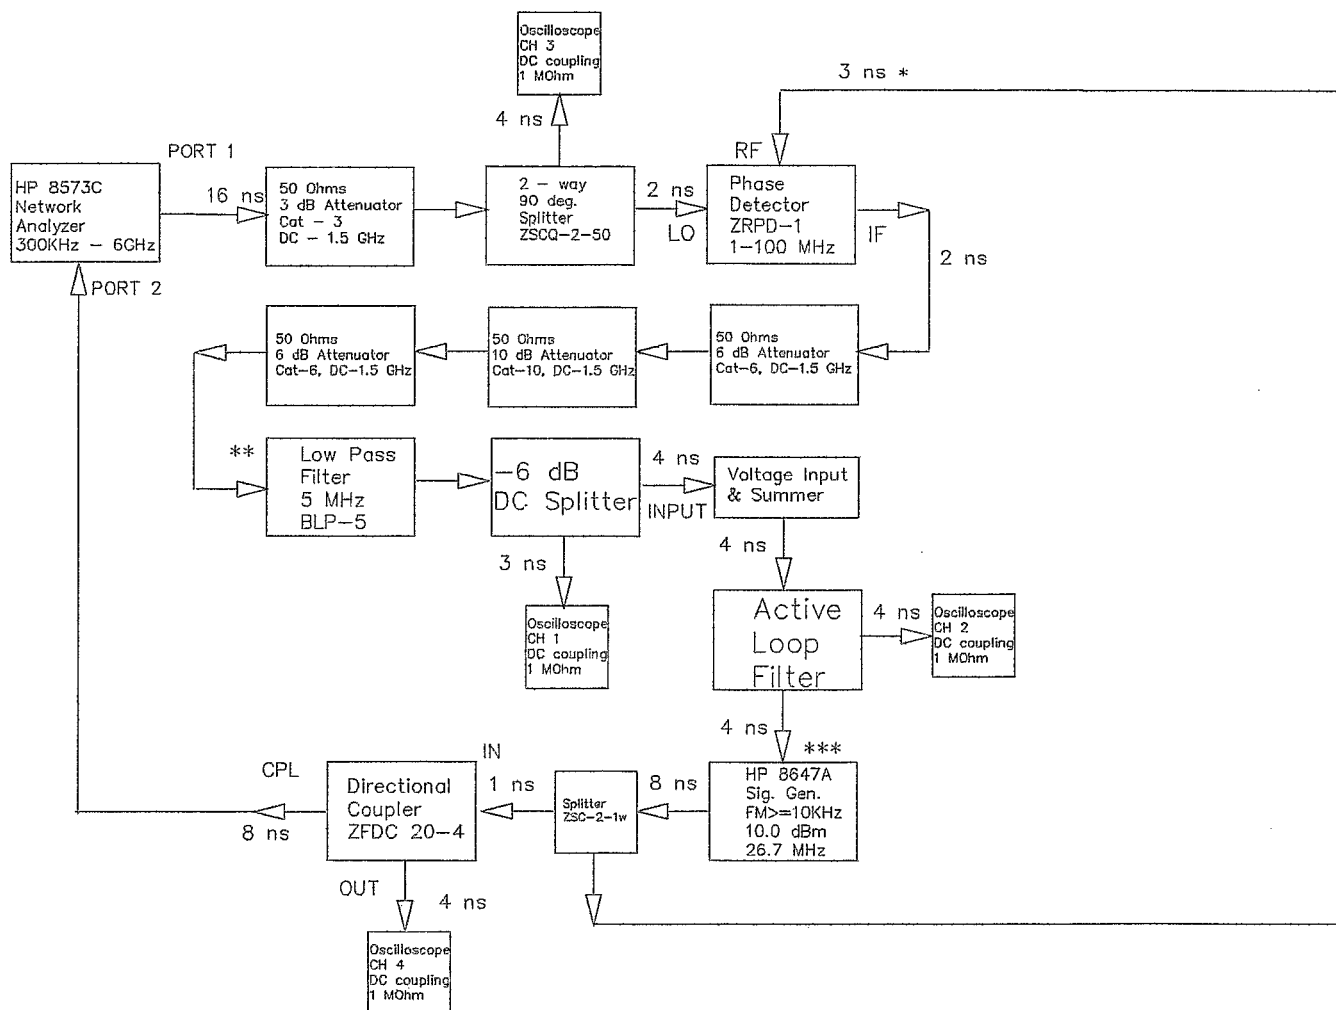 Oscilloscope
CH 3
DC coupling
1 MOhm
4 ns
3 ns *
PORT 1
RF
HP 8573C
Network
Analyzer
300KHz - 6GHz
16 ns
50 Ohms
3 dB Attenuator
Cat - 3
DC - 1.5 GHz
2 - way
90 deg.
Splitter
ZSCQ-2-50
2 ns
LO
Phase
Detector
ZRPD-1
1-100 MHz
IF
2 ns
PORT 2
50 Ohms
6 dB Attenuator
Cat-6, DC-1.5 GHz
50 Ohms
10 dB Attenuator
Cat-10, DC-1.5 GHz
50 Ohms
6 dB Attenuator
Cat-6, DC-1.5 GHz
**
Low Pass
Filter
5 MHz
BLP-5
-6 dB
DC Splitter
4 ns
INPUT
Voltage Input
& Summer
3 ns
4 ns
Oscilloscope
CH 1
DC coupling
1 MOhm
Active
Loop
Filter
4 ns
Oscilloscope
CH 2
DC coupling
1 MOhm
4 ns
***
CPL
8 ns
Directional
Coupler
ZFDC 20-4
IN
1 ns
Splitter
ZSC-2-1w
8 ns
HP 8647A
Sig. Gen.
FM>=10KHz
10.0 dBm
26.7 MHz
OUT
4 ns
Oscilloscope
CH 4
DC coupling
1 MOhm